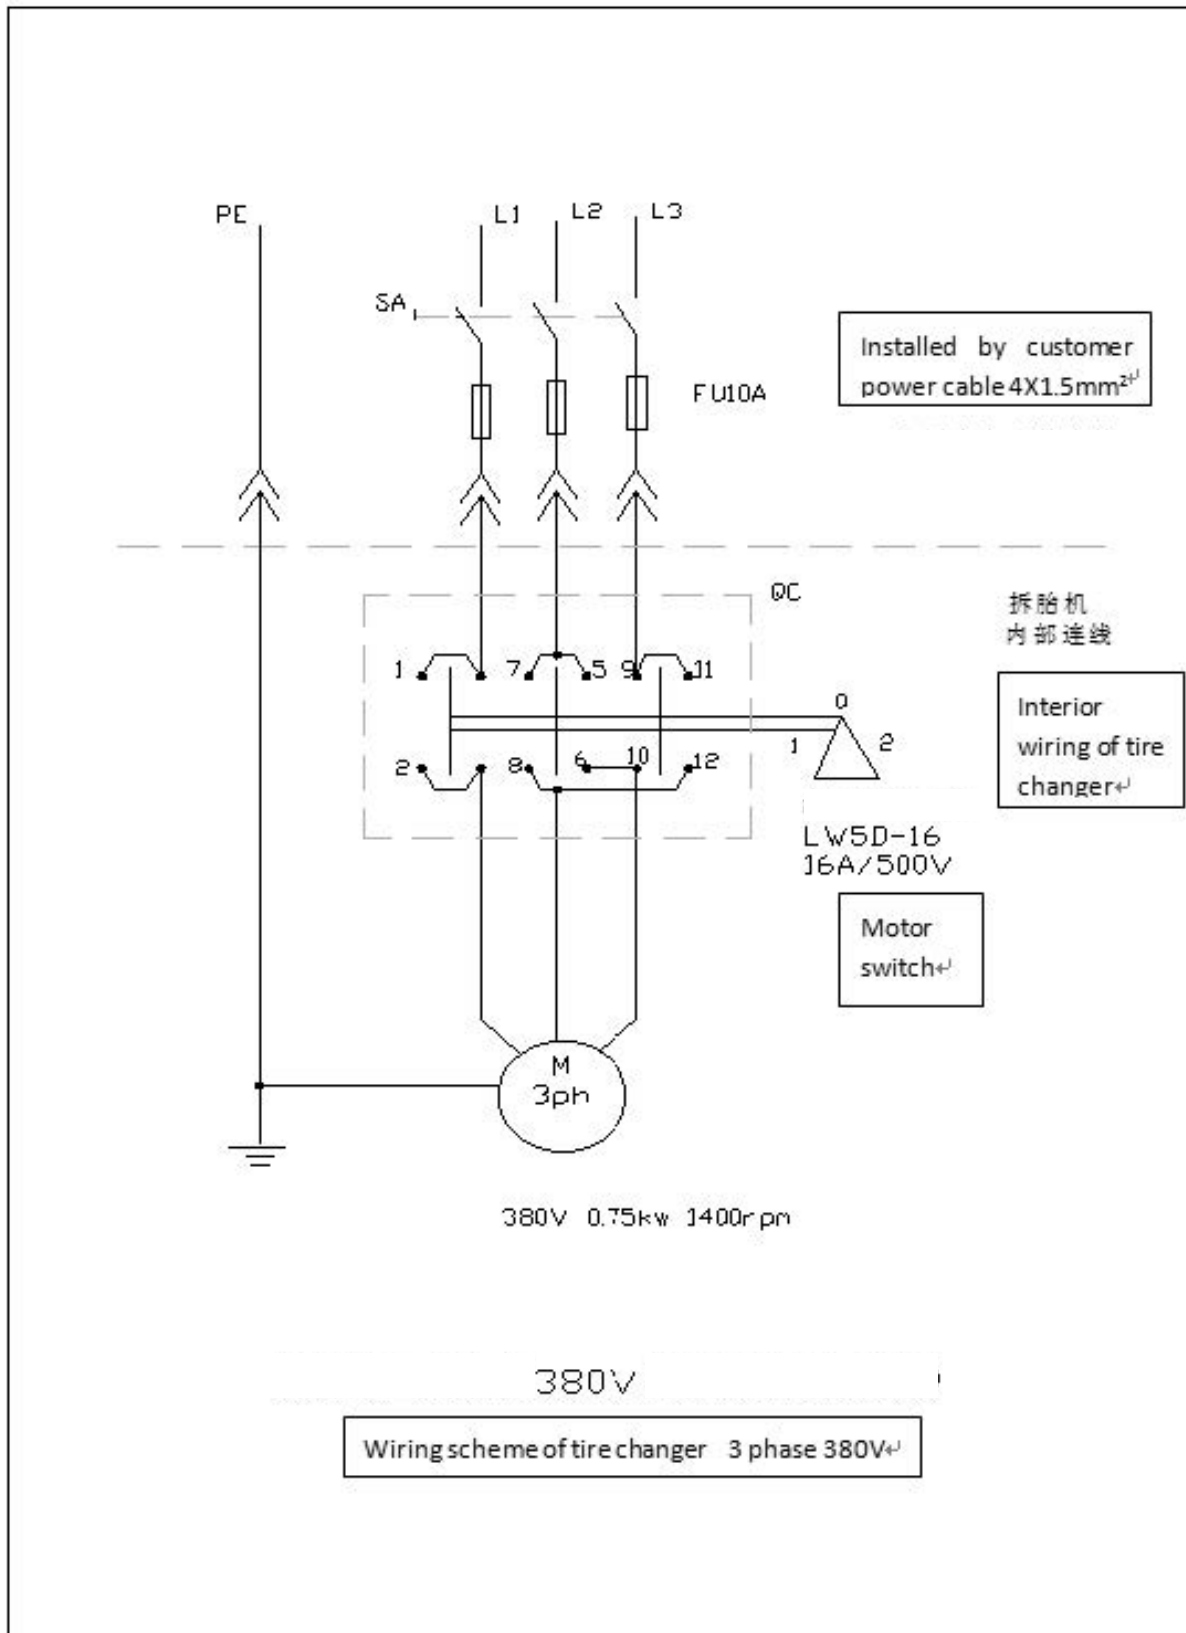 PE
L1
L2
L3
SA
FU10A
Installed by customer
power cable 4X1.5mm²↵
QC
拆胎机
内部连线
1
7
5
9
11
Interior
wiring of tire
changer↵
0
1
2
2
8
6
10
12
LW5D-16
16A/500V
Motor
switch↵
M
3ph
380V 0.75kw 1400rpm
380V
Wiring scheme of tire changer 3 phase 380V↵